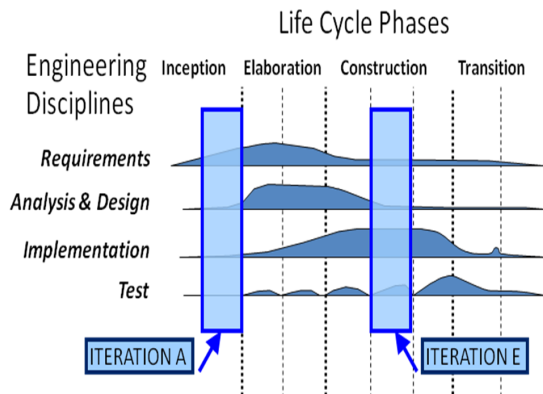 Life Cycle Phases
Engineering
Disciplines
Inception Elaboration Construction Transition
Requirements
Analysis & Design
Implementation
Test
ITERATION A
ITERATION E